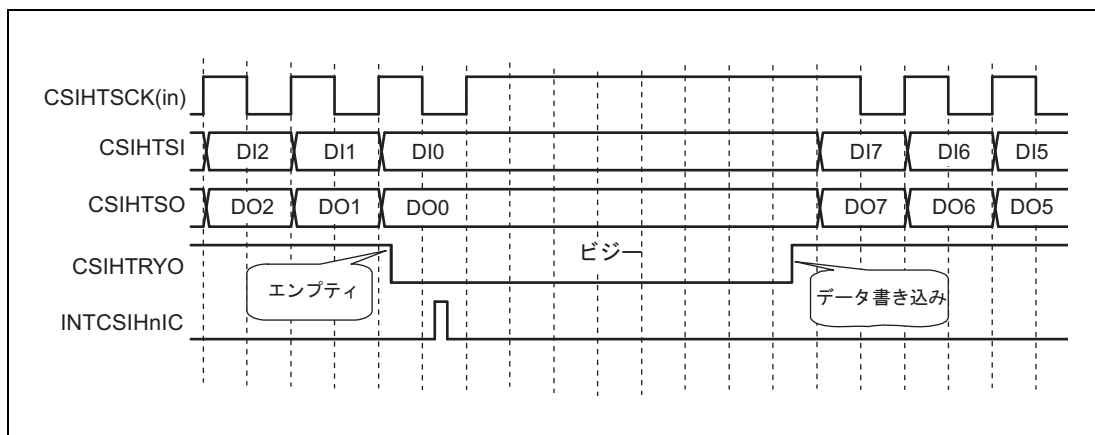 CSIHTSCK(in)
CSIHTSI DI2 DI1 DI0 DI7 DI6 DI5
CSIHTSO DO2 DO1 DO0 DO7 DO6 DO5
CSIHTRYO ビジー
エンプティ データ書き込み
INTCSIHnIC